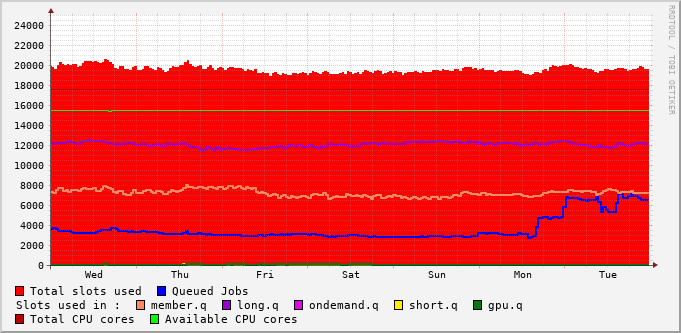 24000
22000
20000
18000
16000
14000
12000
10000
8000
6000
4000
2000
0
Wed Thu Fri Sat Sun Mon Tue
Total slots used Queued Jobs
Slots used in : member.q long.q ondemand.q short.q gpu.q
Total CPU cores Available CPU cores
RRDTOOL / TOBI OETIKER